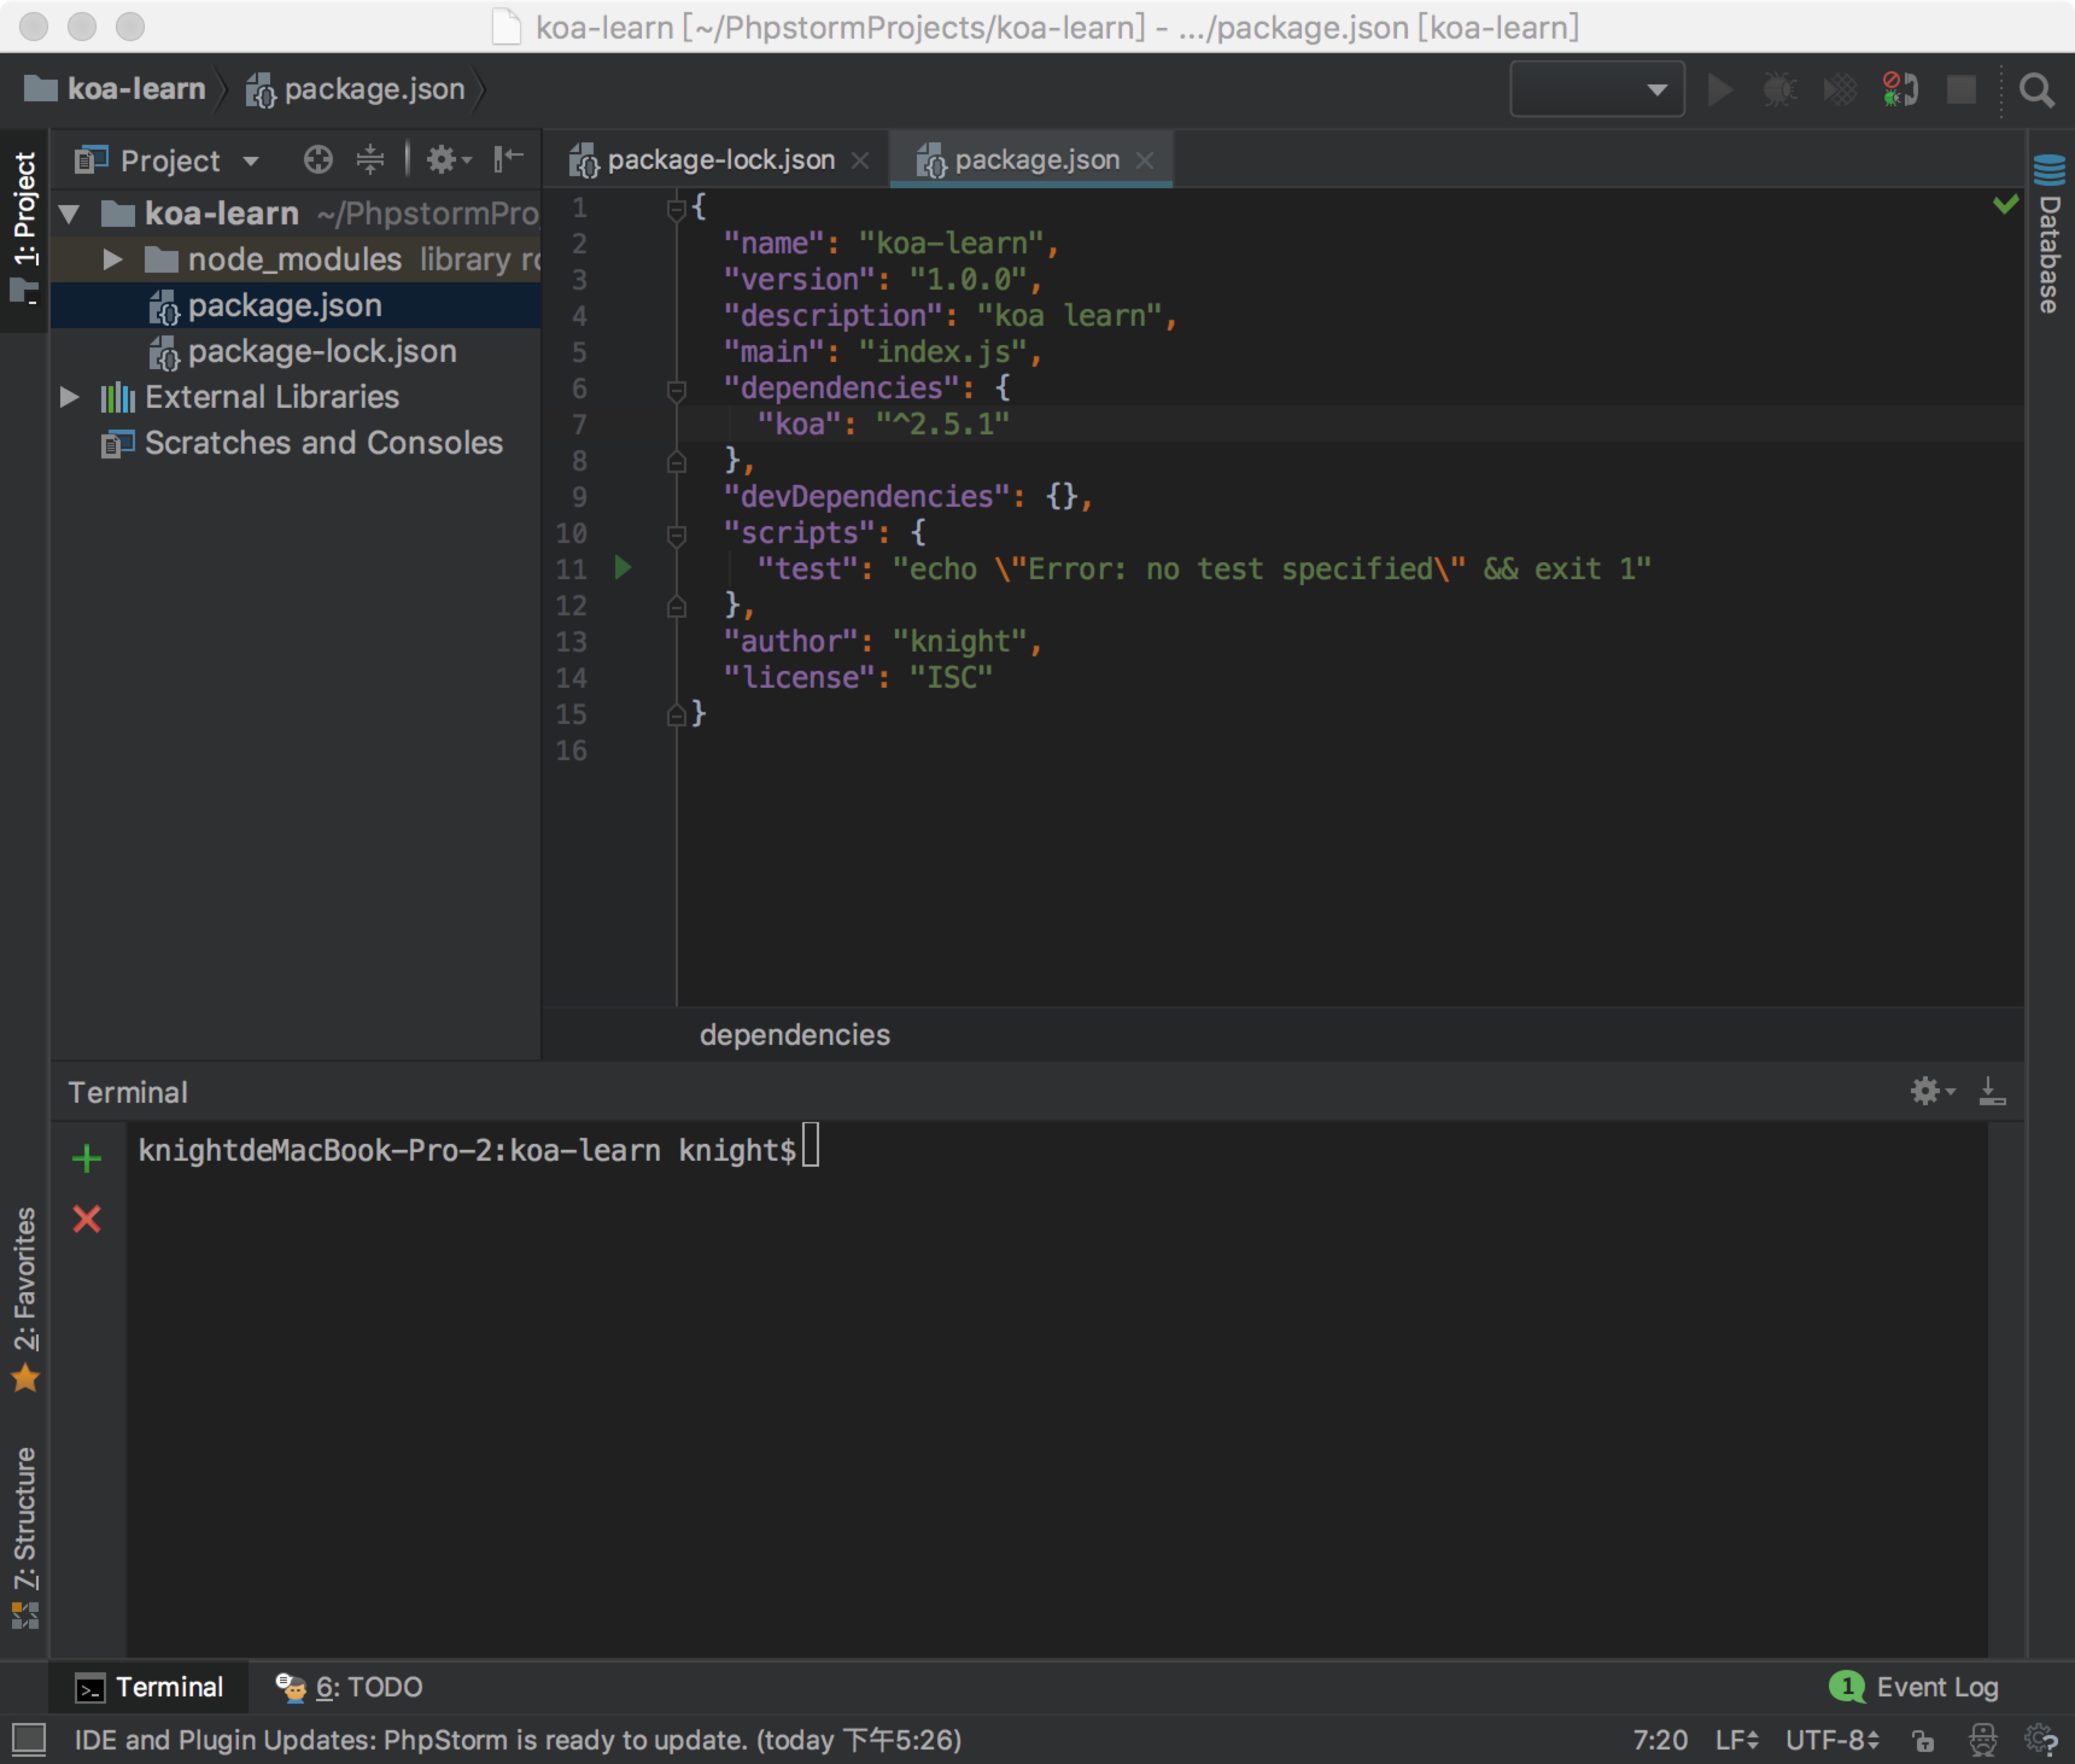 koa-learn [~/PhpstormProjects/koa-learn] - .../package.json [koa-learn]
koa-learn package.json
1: Project
Project
koa-learn ~/PhpstormPro
node_modules library ro
package.json
package-lock.json
External Libraries
Scratches and Consoles
package-lock.json package.json
1 {
2 "name": "koa-learn",
3 "version": "1.0.0",
4 "description": "koa learn",
5 "main": "index.js",
6 "dependencies": {
7 "koa": "^2.5.1"
8 },
9 "devDependencies": {},
10 "scripts": {
11 "test": "echo \"Error: no test specified\" && exit 1"
12 },
13 "author": "knight",
14 "license": "ISC"
15 }
16
dependencies
Database
Terminal
knightdeMacBook-Pro-2:koa-learn knight$
2: Favorites
7: Structure
Terminal 6: TODO 1 Event Log
IDE and Plugin Updates: PhpStorm is ready to update. (today 下午5:26) 7:20 LF UTF-8